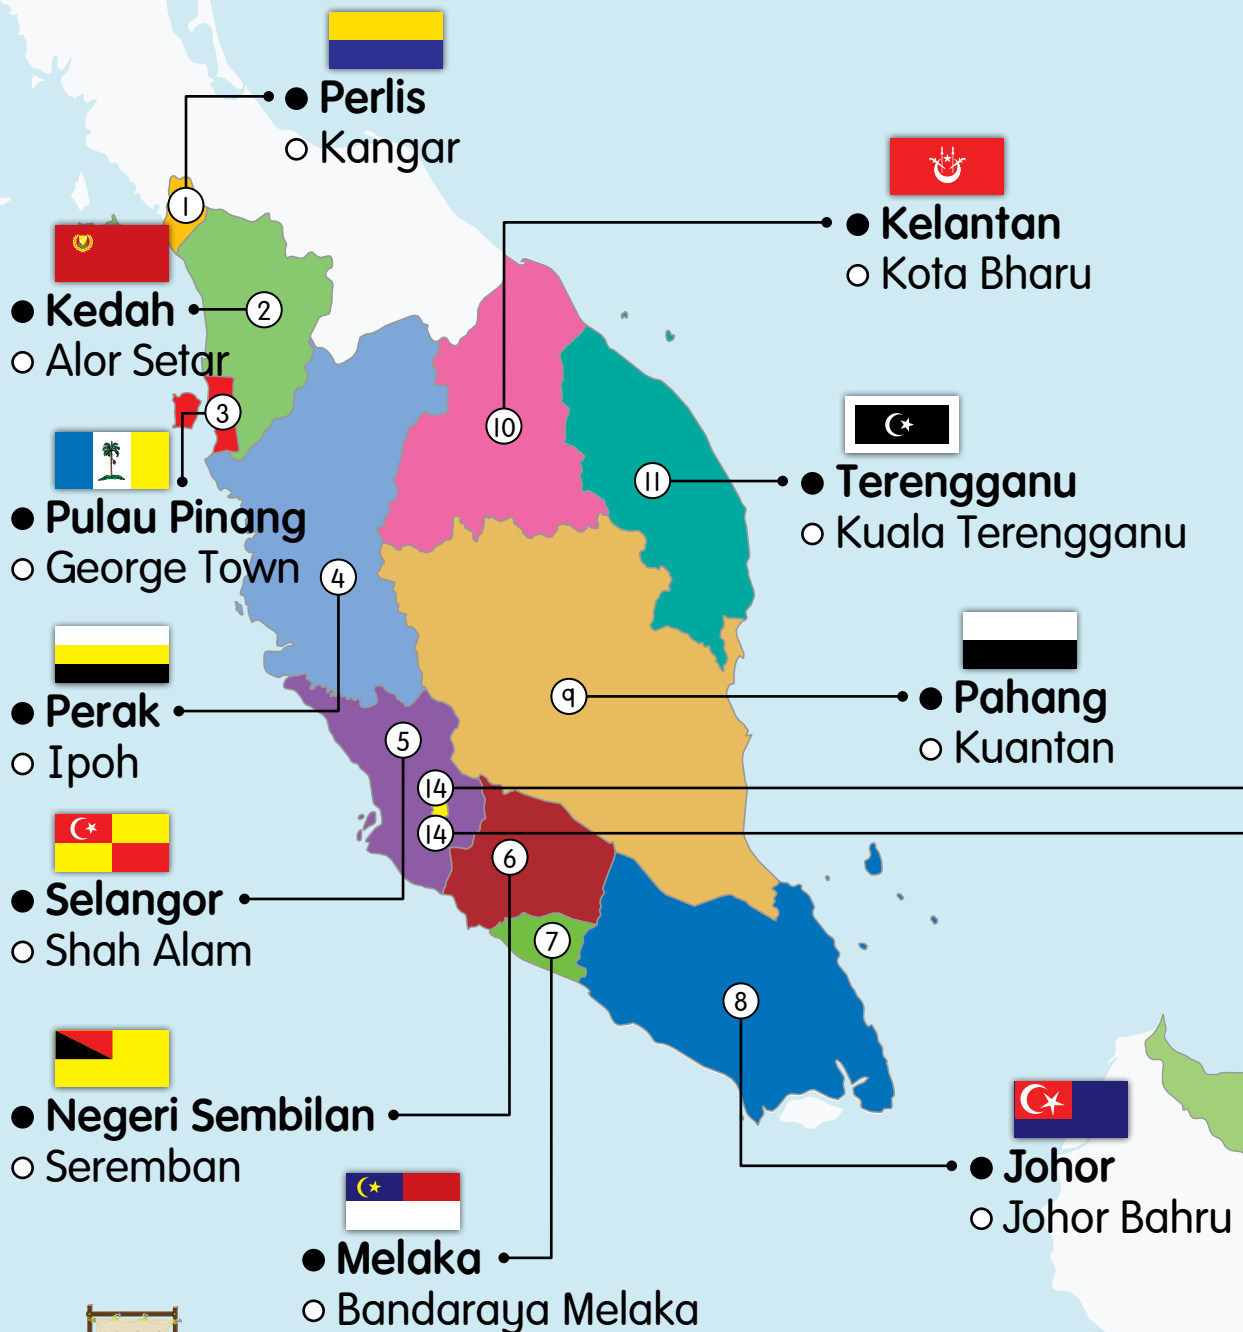 Perlis
Kangar
1
Kelantan
Kota Bharu
Kedah
2
Alor Setar
3
10
Terengganu
Kuala Terengganu
11
Pulau Pinang
George Town
4
Perak
Ipoh
9
Pahang
Kuantan
5
14
14
Selangor
Shah Alam
6
7
8
Negeri Sembilan
Seremban
Johor
Johor Bahru
Melaka
Bandaraya Melaka